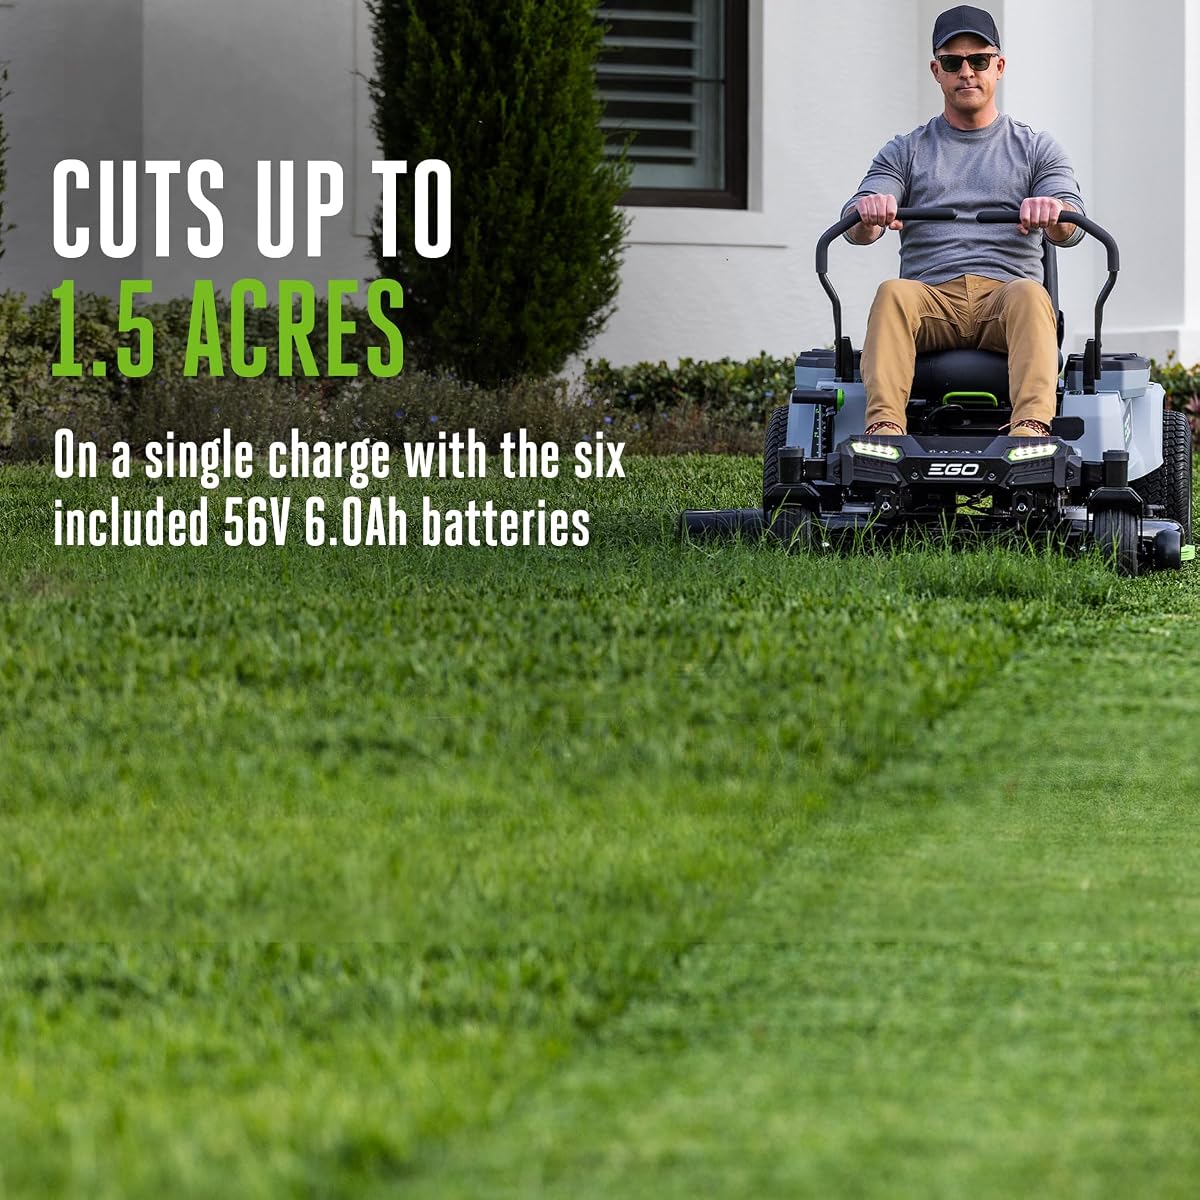 CUTS UP TO
1.5 ACRES
On a single charge with the six
included 56V 6.0Ah batteries
EGO